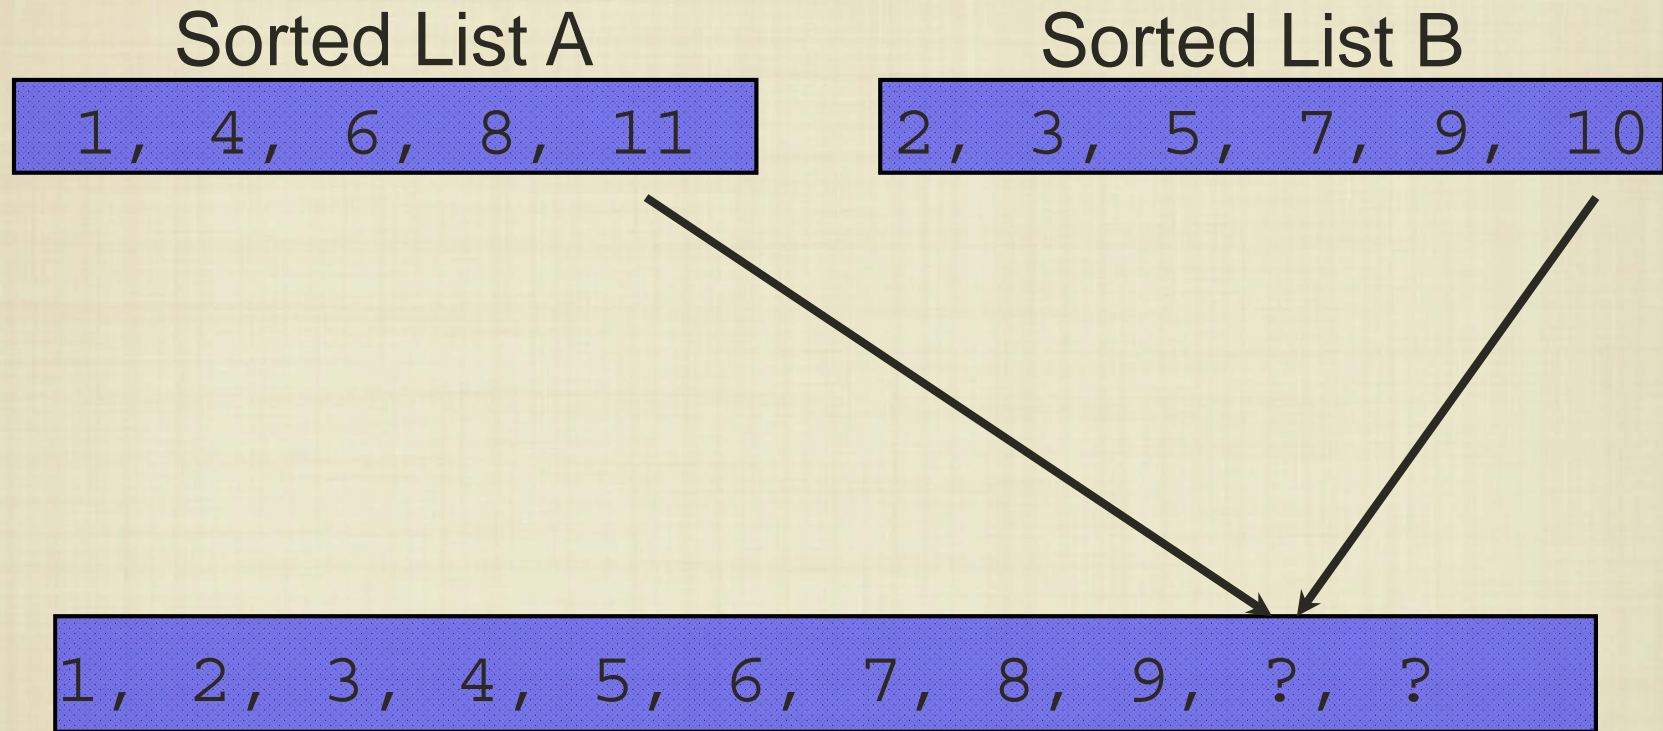 Sorted List A
Sorted List B
1, 4, 6, 8, 11
2, 3, 5, 7, 9, 10
1, 2, 3, 4, 5, 6, 7, 8, 9, ?, ?